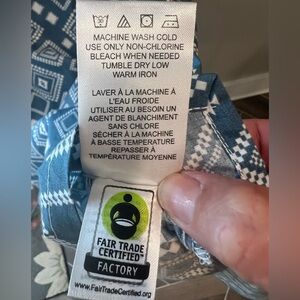 MACHINE WASH COLD
USE ONLY NON-CHLORINE
BLEACH WHEN NEEDED
TUMBLE DRY LOW
WARM IRON
LAVER À LA MACHINE À
L'EAU FROIDE
UTILISER AU BESOIN UN
AGENT DE BLANCHIMENT
SANS CHLORE
SÉCHER À LA MACHINE
À BASSE TEMPERATURE
REPASSER À
TEMPÉRATURE MOYENNE
FAIR TRADE
CERTIFIED™
FACTORY
www.FairTradeCertified.org